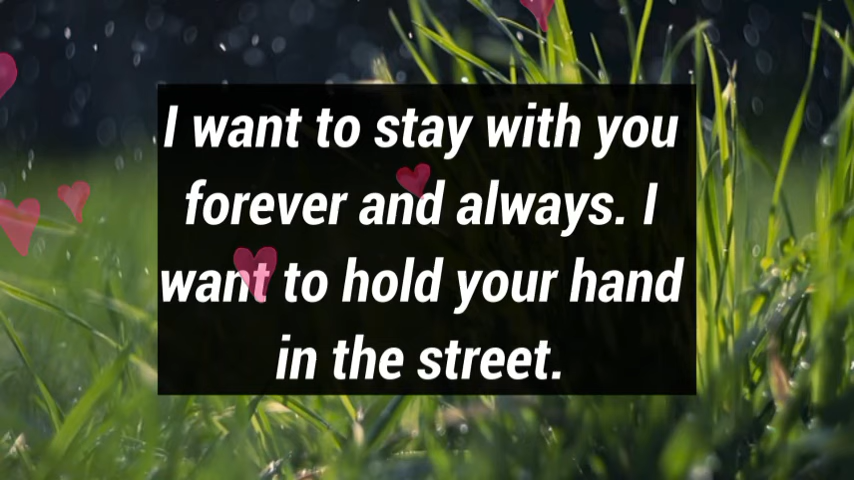 I want to stay with you
forever and always. I
want to hold your hand
in the street.